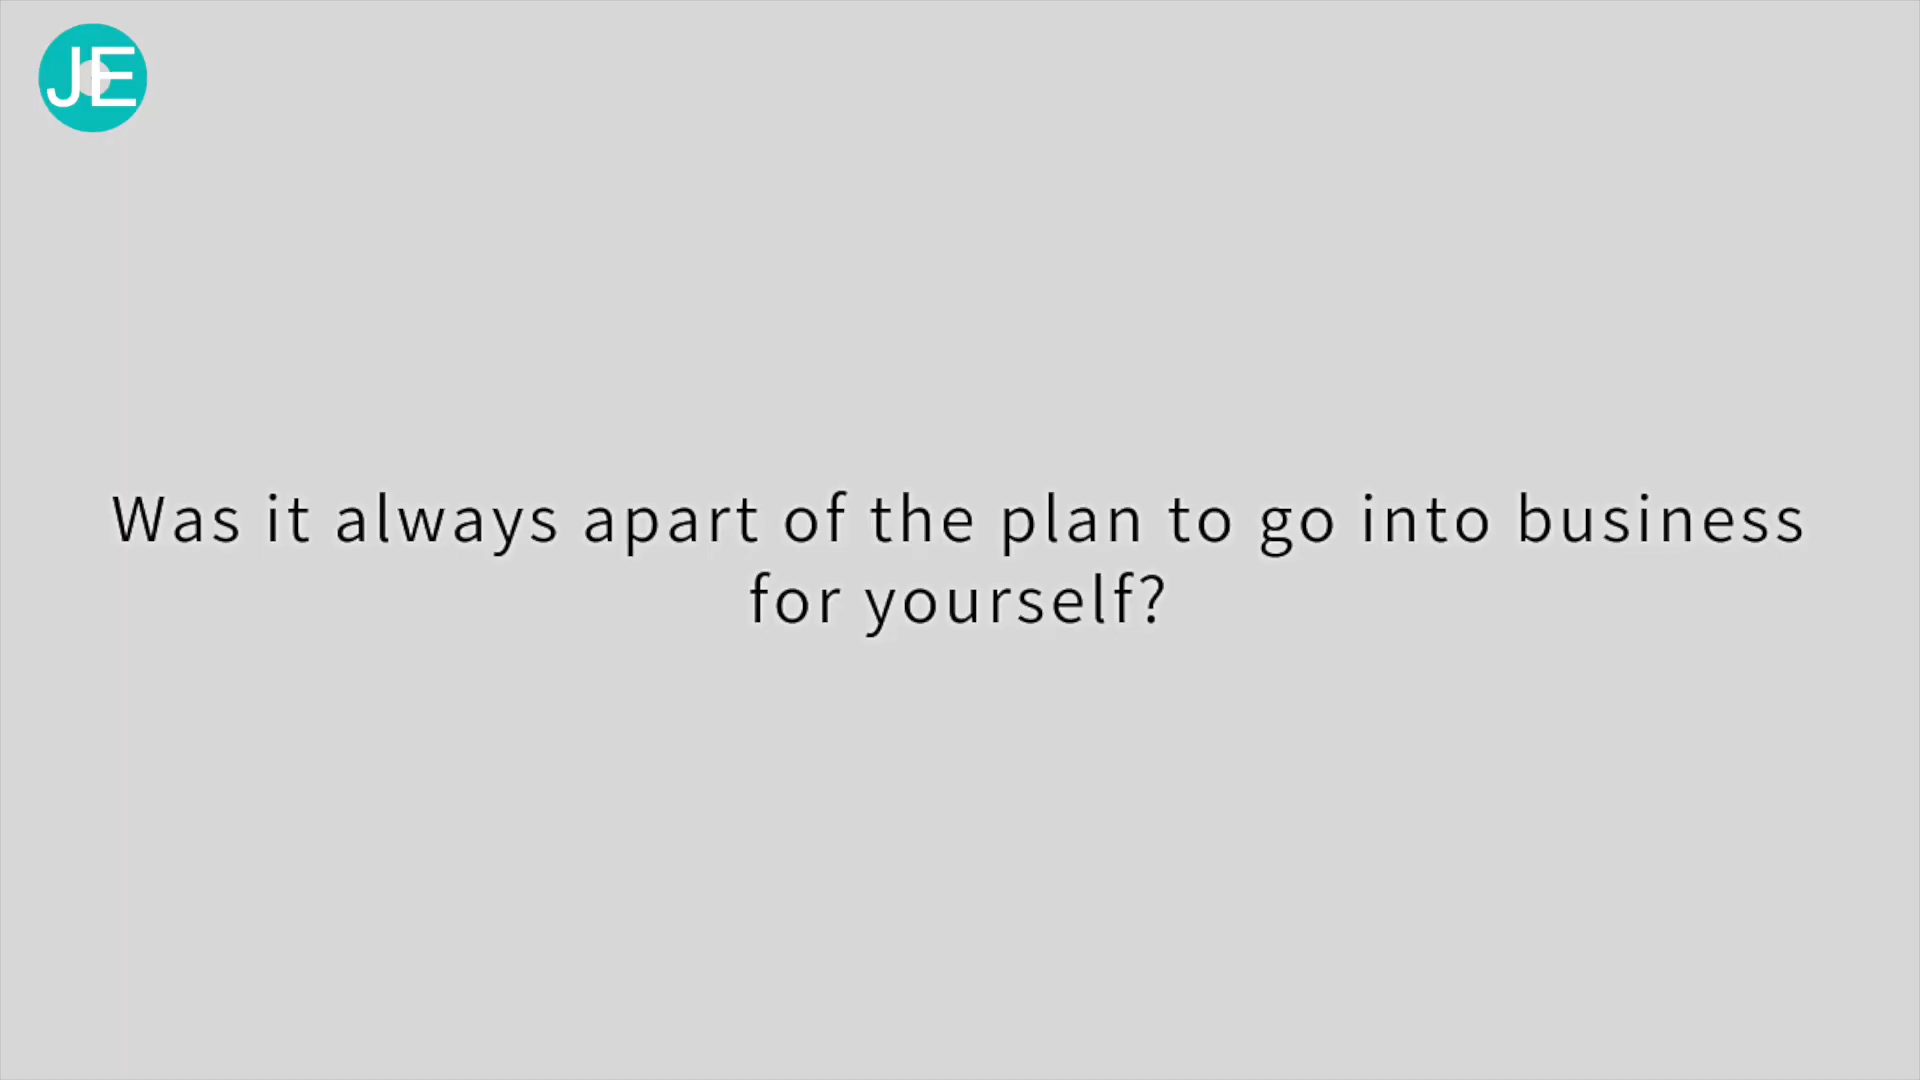 JE
Was it always apart of the plan to go into business
for yourself?